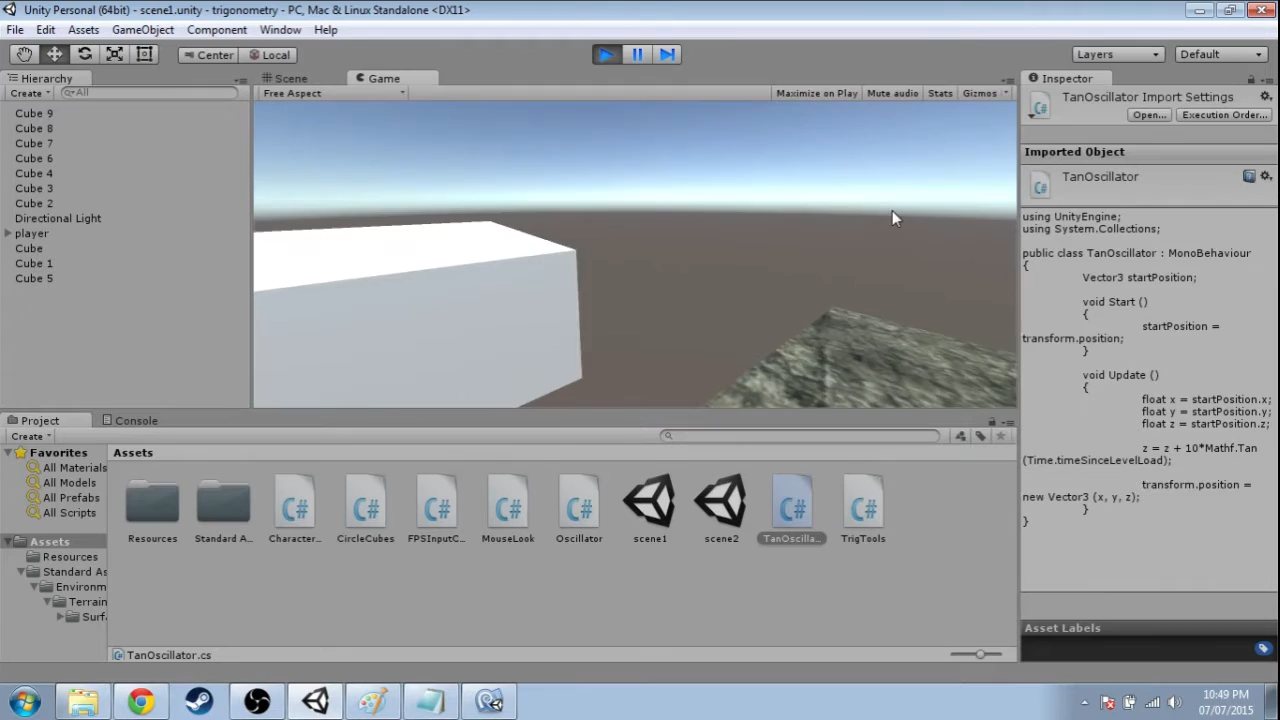 Unity Personal (64bit) - scene1.unity - trigonometry - PC, Mac & Linux Standalone <DX11>
File Edit Assets GameObject Component Window Help
Center Local Layers Default
Hierarchy Scene Game Inspector
Create All Free Aspect Maximize on Play Mute audio Stats Gizmos
TanOscillator Import Settings
Open... Execution Order...
Cube 9
Cube 8
Cube 7
Cube 6
Cube 4
Cube 3
Cube 2
Directional Light
player
Cube
Cube 1
Cube 5
Imported Object
TanOscillator
using UnityEngine;
using System.Collections;
public class TanOscillator : MonoBehaviour
{
Vector3 startPosition;
void Start ()
{
startPosition =
transform.position;
}
void Update ()
{
float x = startPosition.x;
float y = startPosition.y;
float z = startPosition.z;
z = z + 10*Mathf.Tan
(Time.timeSinceLevelLoad);
transform.position =
new Vector3 (x, y, z);
}
}
Project Console
Create
Favorites
All Materials
All Models
All Prefabs
All Scripts
Assets
Resources
Standard As
Environm
Terrain
Surf
Assets
C# C# C# C# C# C# C#
Resources Standard A... Character... CircleCubes FPSInputC... MouseLook Oscillator scene1 scene2 TanOscilla... TrigTools
TanOscillator.cs
Asset Labels
10:49 PM
07/07/2015